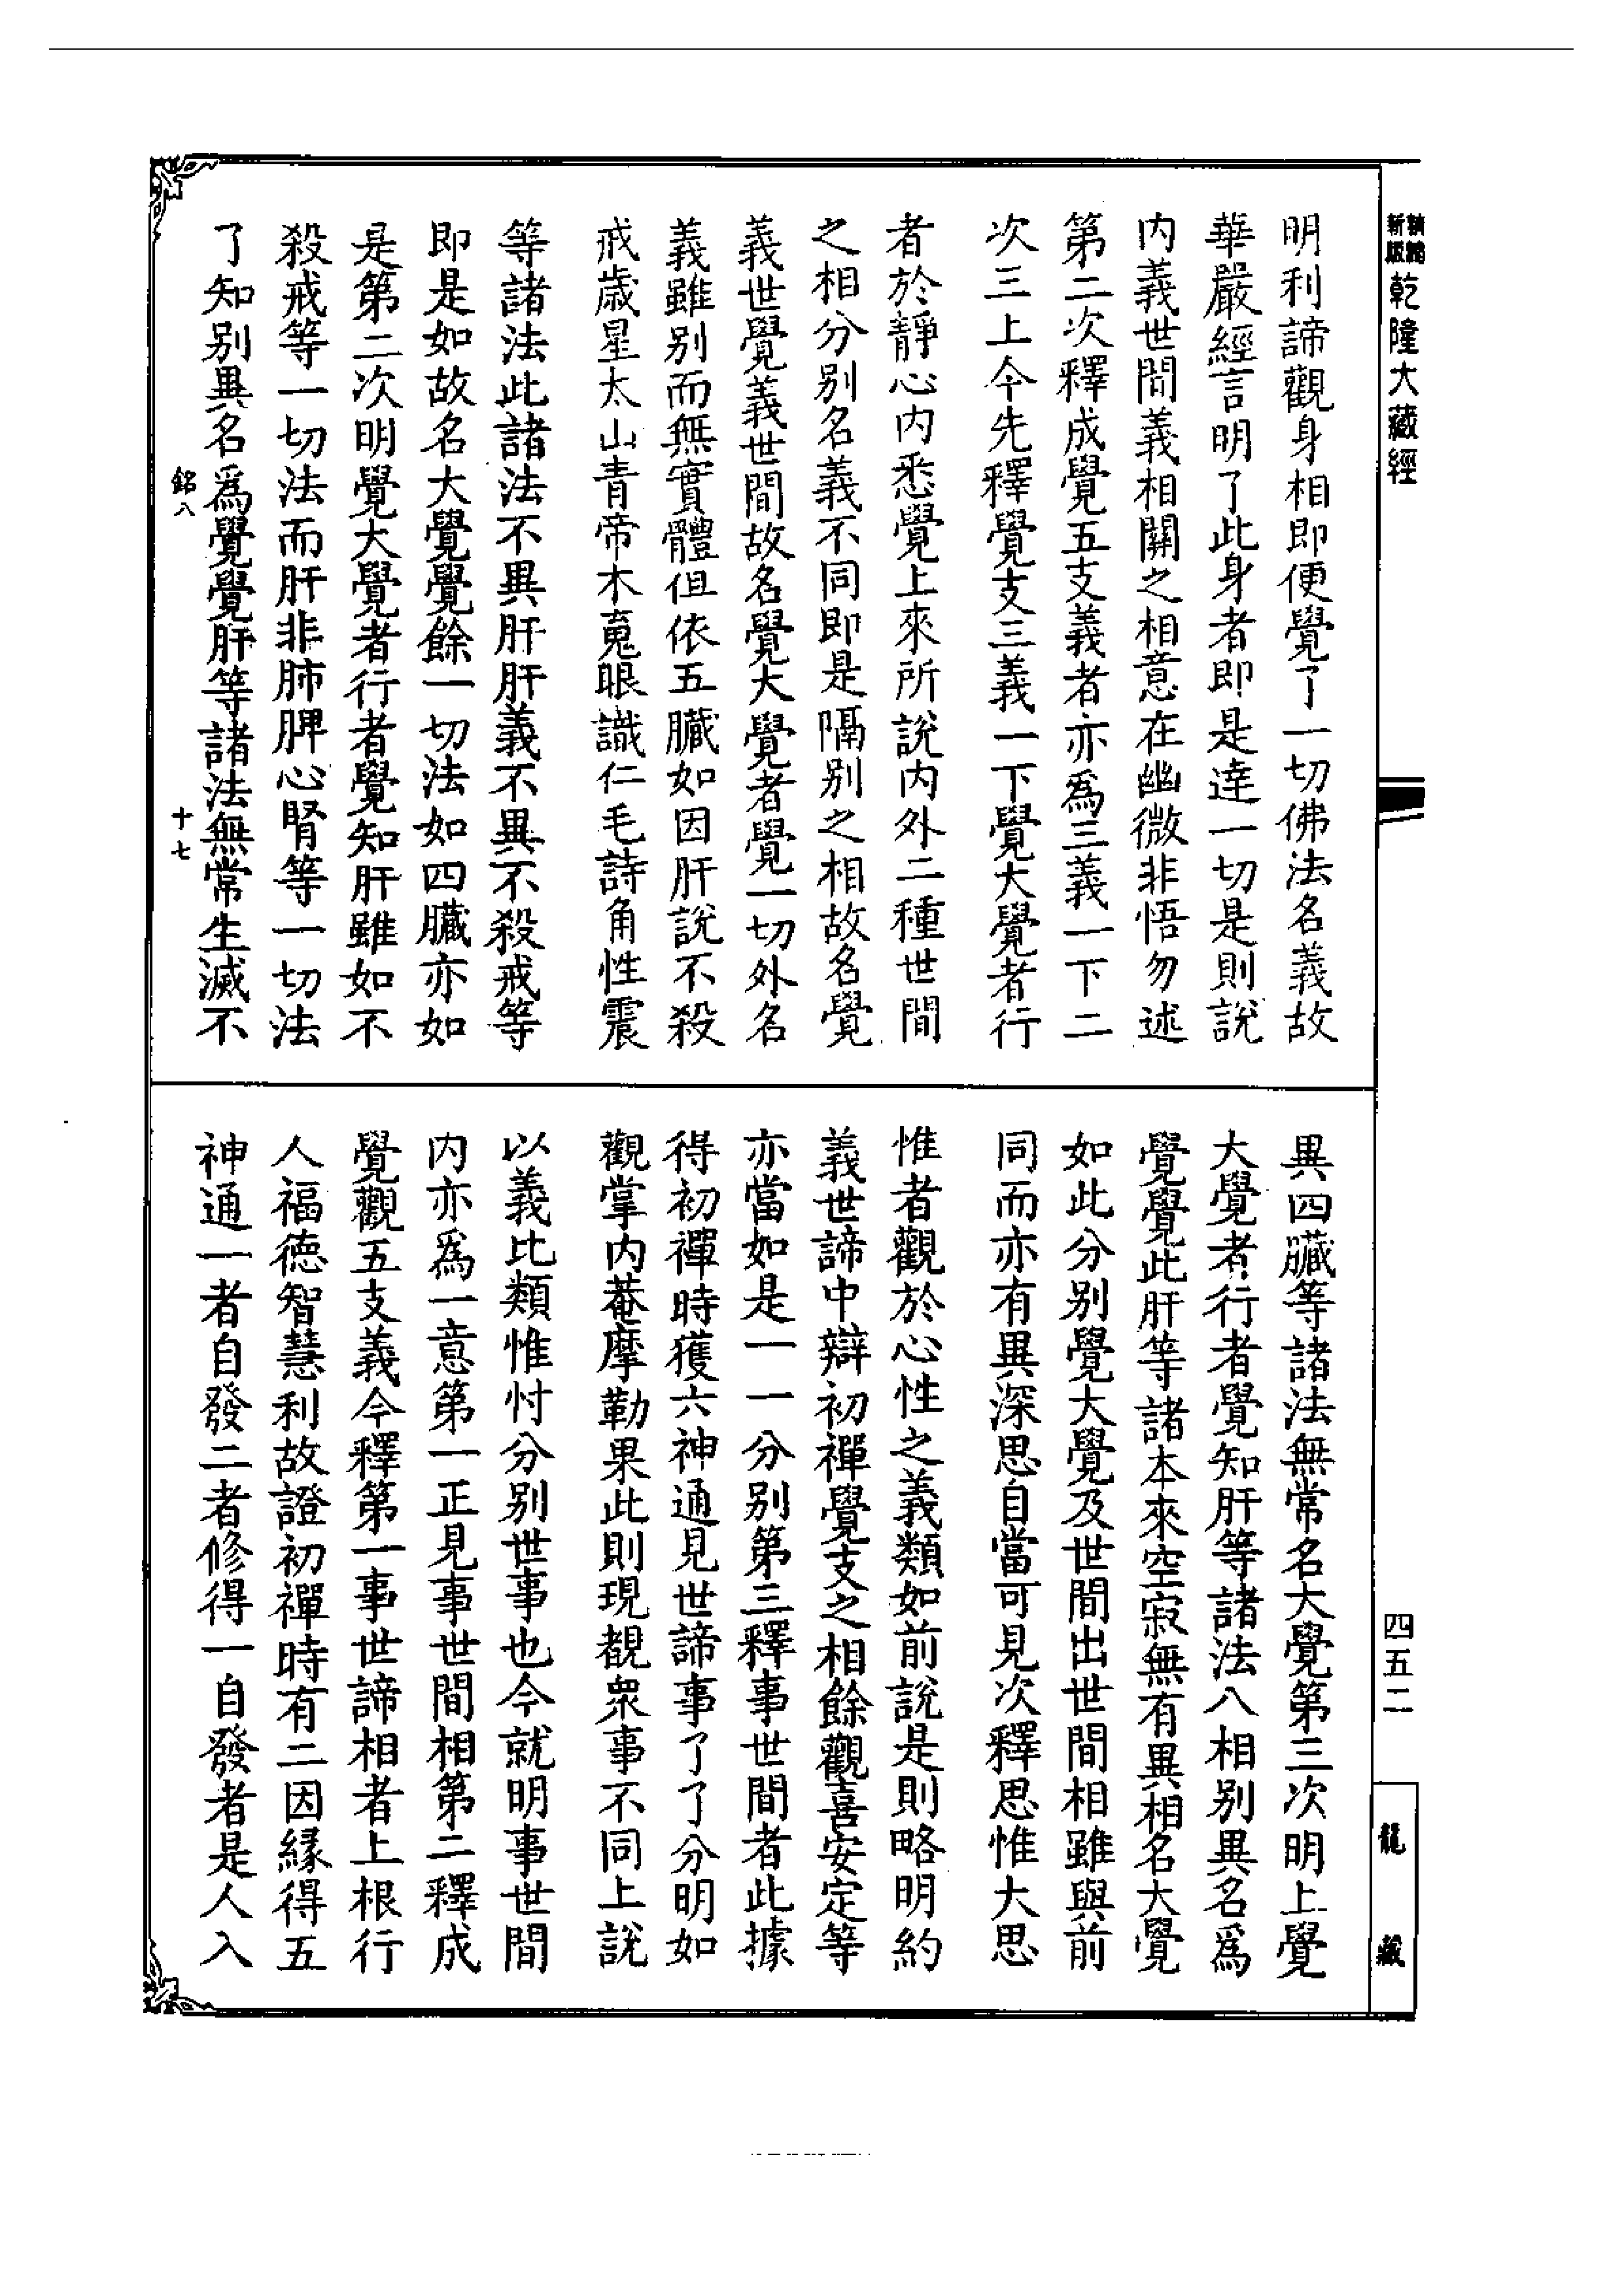 新版
乾隆大藏經
明利諦觀身相即便覺了一切佛法名義故
華嚴經言明了此身者即是達一切是則說
内義世間義相關之相意在幽微非悟勿述
第二次釋成覺五支義者亦為三義一下二
次三上今先釋覺支三義一下覺大覺者行
者於靜心内悉覺上來所說内外二種世間
之相分別名義不同即是隔別之相故名覺
義世覺義世間故名覺大覺者覺一切外名
義雖別而無實體但依五臟如因肝說不殺
戒歲星太山青帝木䰟眼識仁毛詩角性震
等諸法此諸法不異肝肝義不異不殺戒等
即是如故名大覺覺餘一切法如四臟亦如
是第二次明覺大覺者行者覺知肝雖如不
殺戒等一切法而肝非肺脾心腎等一切法
了知別異名為覺覺肝等諸法無常生滅不
銘八
十七
異四臟等諸法無常名大覺第三次明上覺
大覺者行者覺知肝等諸法八相別異名為
覺覺此肝等諸本來空寂無有異相名大覺
如此分別覺大覺及世間出世間相雖與前
同而亦有異深思自當可見次釋思惟大思
惟者觀於心性之義類如前說是則略明約
義世諦中辯初禪覺支之相餘觀喜安定等
亦當如是一一分別第三釋事世間者此據
得初禪時獲六神通見世諦事了了分明如
觀掌内菴摩勒果此則現覩衆事不同上說
以義比類惟忖分別世事也今就明事世間
内亦為一意第一正見事世間相第二釋成
覺觀五支義今釋第一事世諦相者上根行
人福德智慧利故證初禪時有二因緣得五
神通一者自發二者修得一自發者是人入
四五二
龍藏